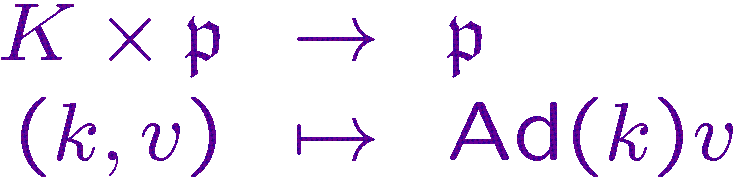 K × 𝔭 → 𝔭
(k, v) ↦ Ad(k)v